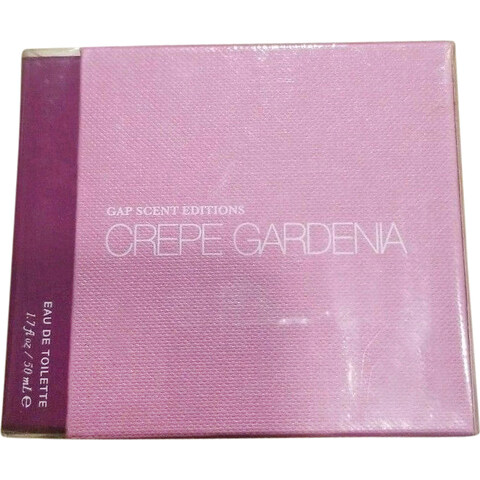 GAP SCENT EDITIONS
CREPE GARDENIA
EAU DE TOILETTE
1.7 fl oz / 50 mL ℮